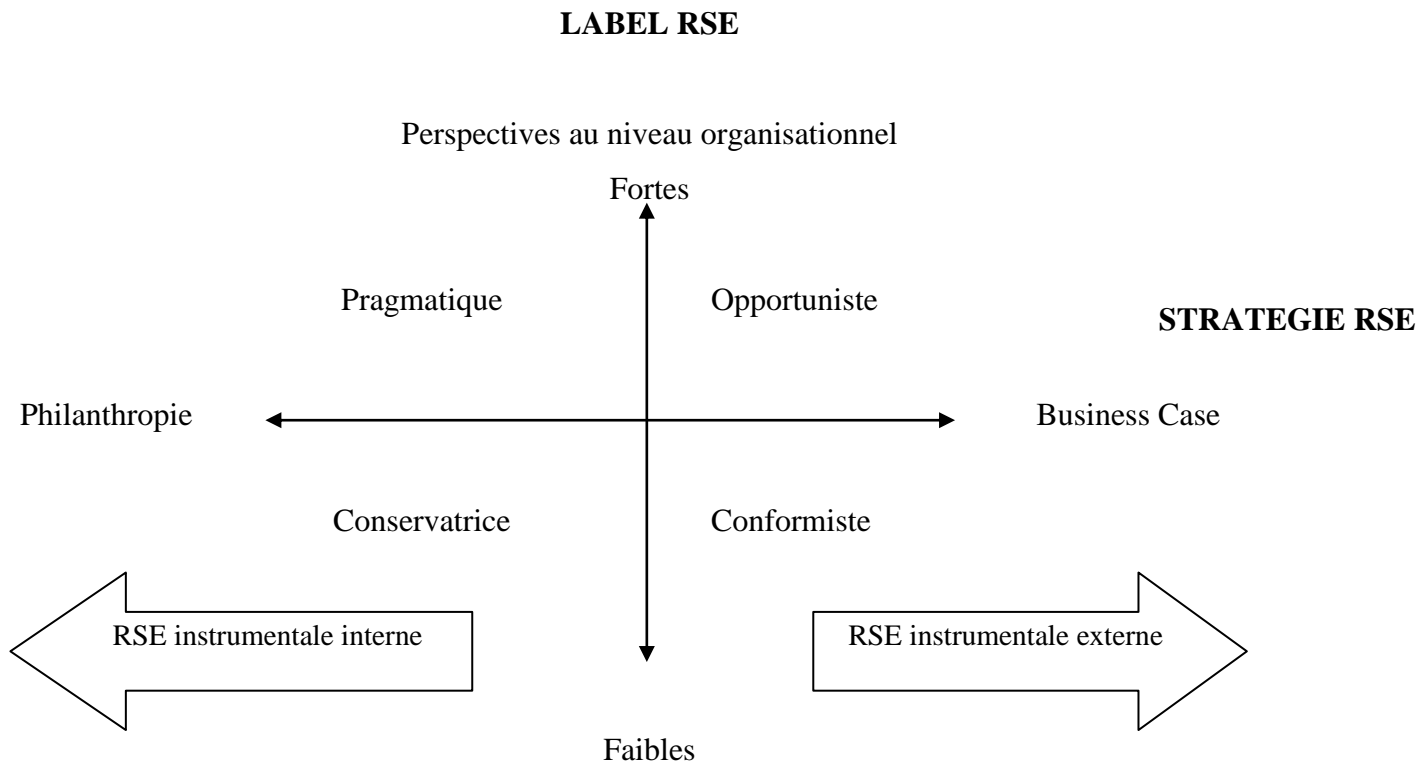 LABEL RSE
Perspectives au niveau organisationnel
Fortes
Pragmatique
Opportuniste
STRATEGIE RSE
Philanthropie
Business Case
Conservatrice
Conformiste
RSE instrumentale interne
RSE instrumentale externe
Faibles